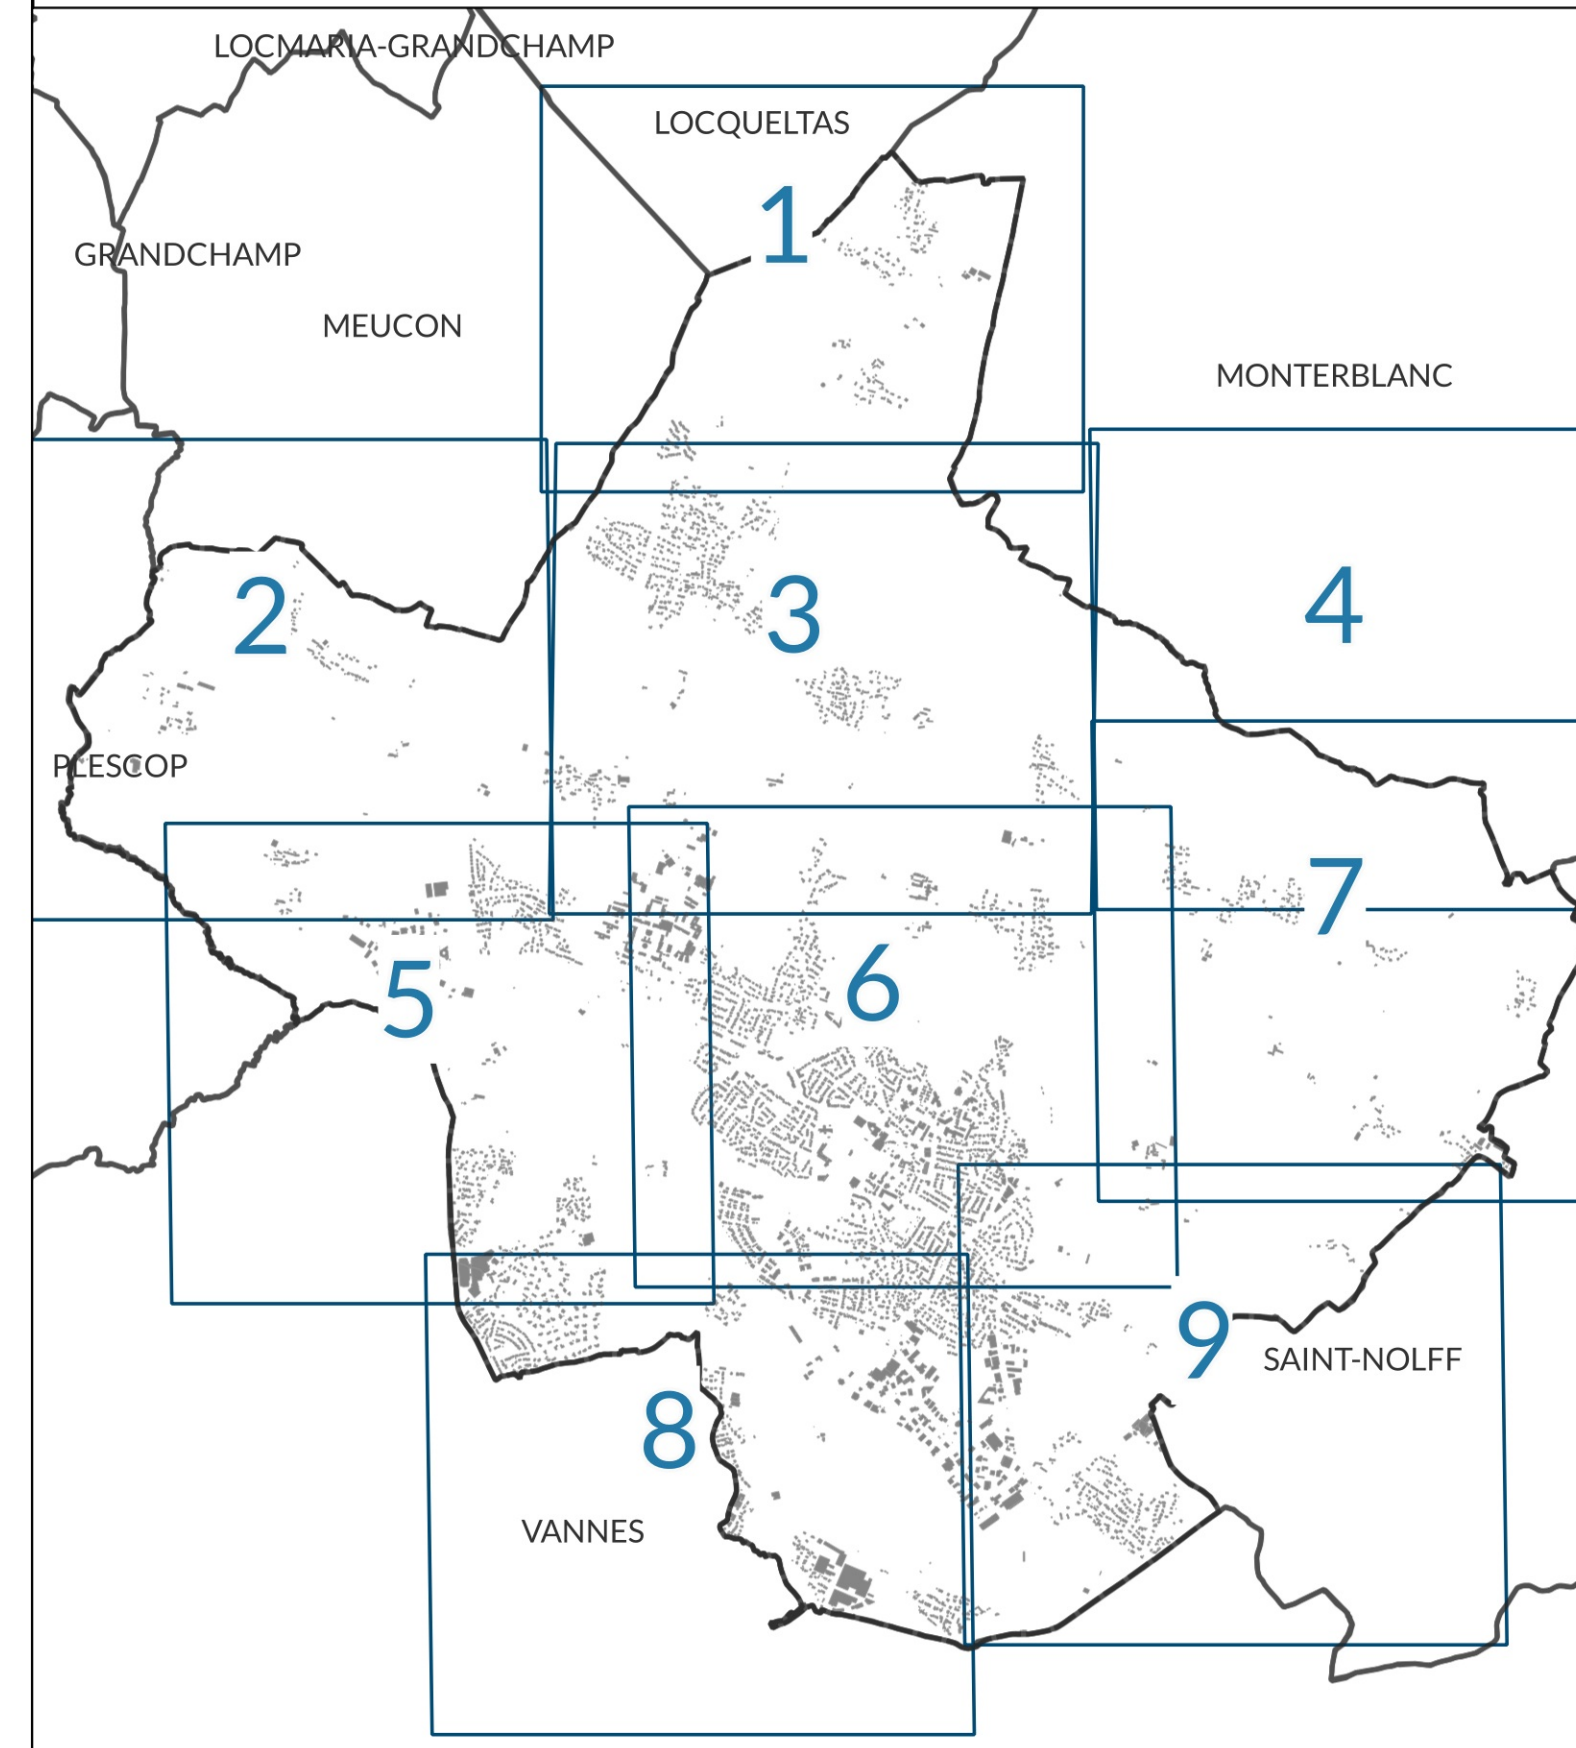 LOCMARIA-GRANDCHAMP
LOCQUELTAS
1
GRANDCHAMP
MEUCON
MONTERBLANC
2
3
4
PLESCOP
7
5
6
9
SAINT-NOLFF
8
VANNES